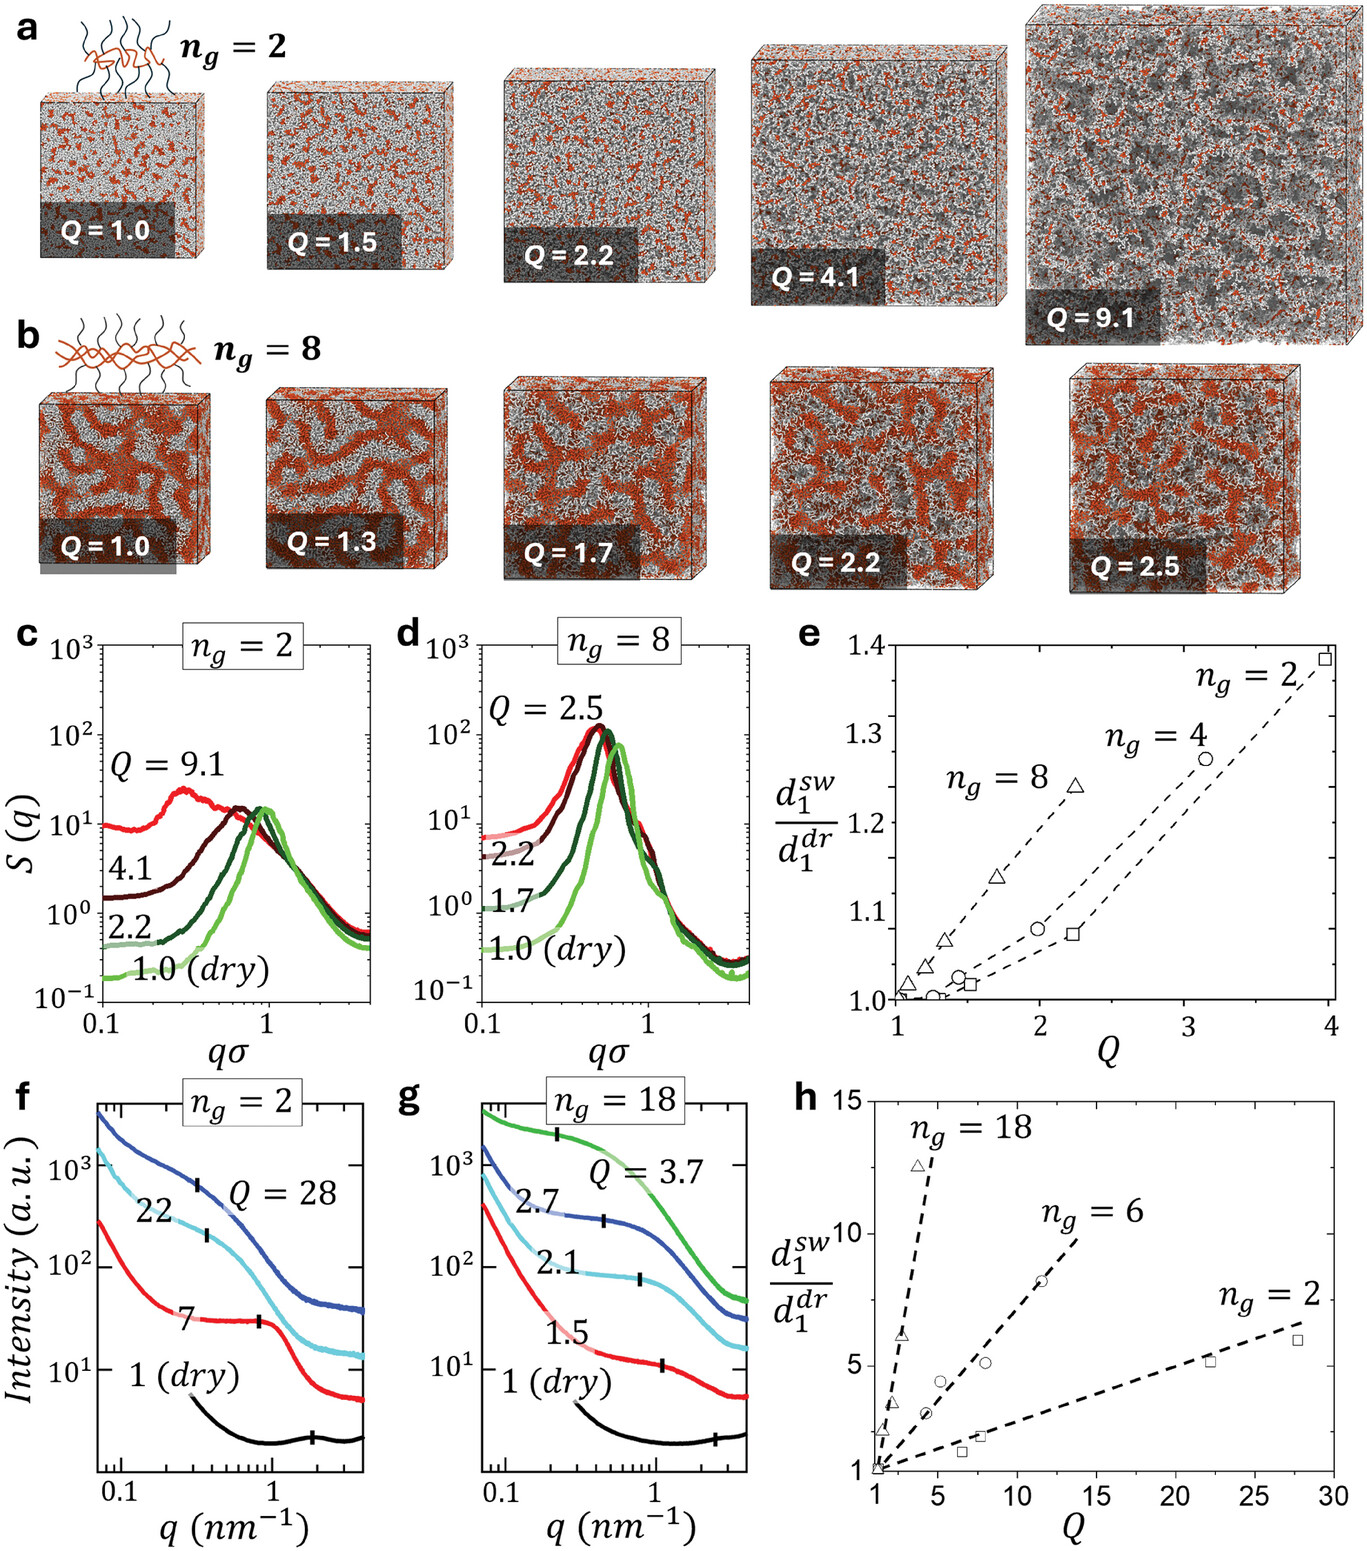 a
n_g = 2
Q = 1.0
Q = 1.5
Q = 2.2
Q = 4.1
Q = 9.1
b
n_g = 8
Q = 1.0
Q = 1.3
Q = 1.7
Q = 2.2
Q = 2.5
c
n_g = 2
10^3
10^2
10^1
10^0
10^−1
S (q)
Q = 9.1
4.1
2.2
1.0 (dry)
0.1
1
qσ
d
n_g = 8
10^3
10^2
10^1
10^0
10^−1
Q = 2.5
2.2
1.7
1.0 (dry)
0.1
1
qσ
e
1.4
1.3
1.2
1.1
1.0
d_1^sw
d_1^dr
n_g = 2
n_g = 4
n_g = 8
1
2
3
4
Q
f
n_g = 2
10^3
10^2
10^1
Intensity (a.u.)
Q = 28
22
7
1 (dry)
0.1
1
q (nm^−1)
g
n_g = 18
10^3
10^2
10^1
Q = 3.7
2.7
2.1
1.5
1 (dry)
0.1
1
q (nm^−1)
h
15
10
5
1
d_1^sw
d_1^dr
n_g = 18
n_g = 6
n_g = 2
1
5
10
15
20
25
30
Q